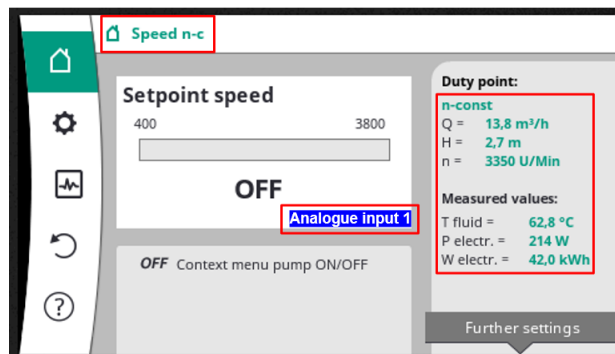 Speed n-c
Setpoint speed
400 3800
OFF
Analogue input 1
OFF Context menu pump ON/OFF
Duty point:
n-const
Q = 13,8 m³/h
H = 2,7 m
n = 3350 U/Min
Measured values:
T fluid = 62,8 °C
P electr. = 214 W
W electr. = 42,0 kWh
Further settings
?